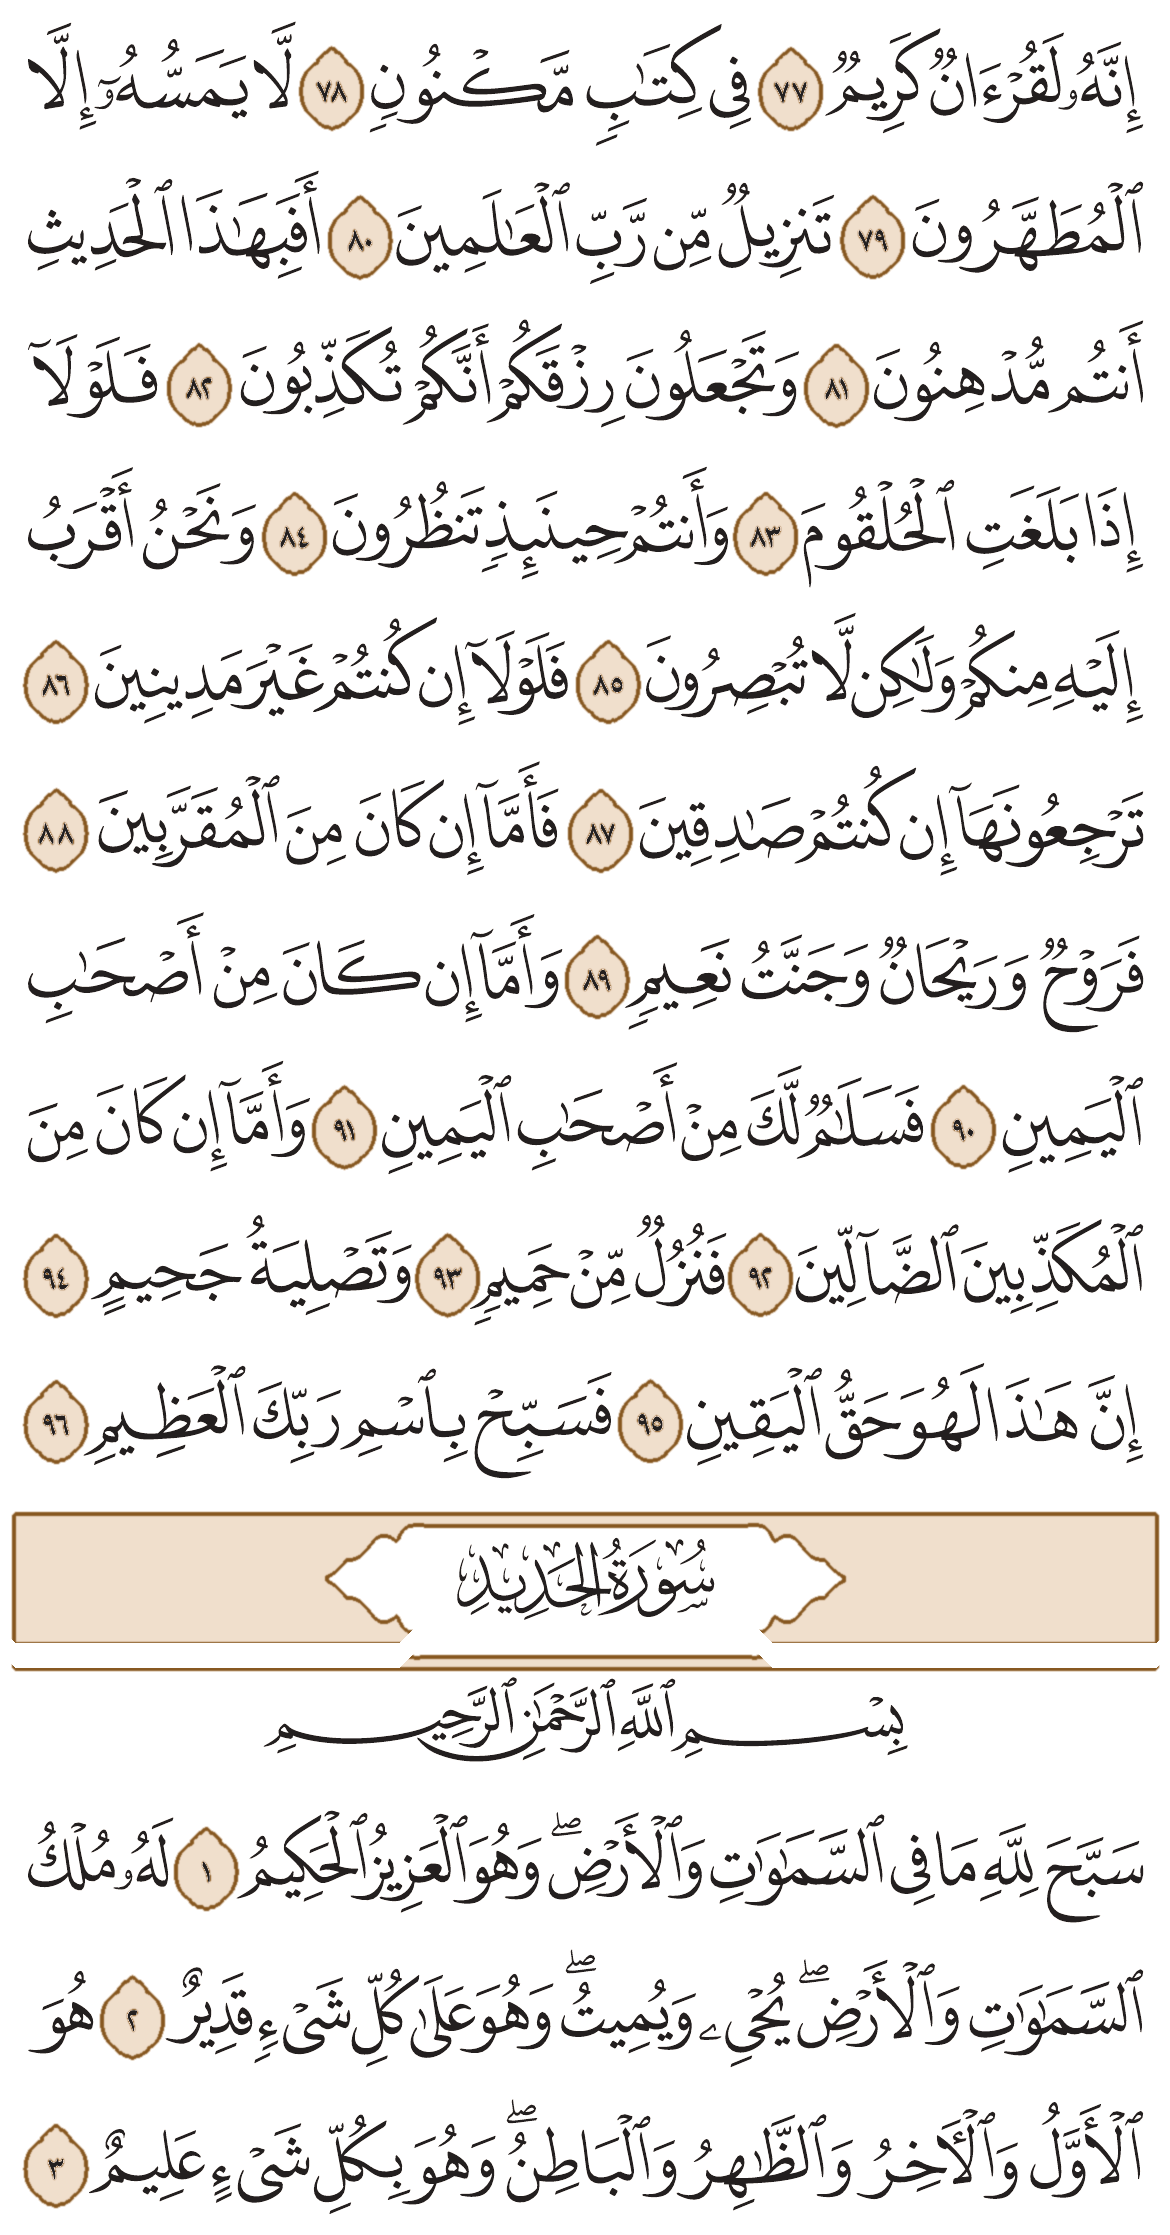 إِنَّهُۥ لَقُرْءَانٌ كَرِيمٌ ٧٧ فِى كِتَٰبٍ مَّكْنُونٍ ٧٨ لَّا يَمَسُّهُۥٓ إِلَّا
ٱلْمُطَهَّرُونَ ٧٩ تَنزِيلٌ مِّن رَّبِّ ٱلْعَٰلَمِينَ ٨٠ أَفَبِهَٰذَا ٱلْحَدِيثِ
أَنتُم مُّدْهِنُونَ ٨١ وَتَجْعَلُونَ رِزْقَكُمْ أَنَّكُمْ تُكَذِّبُونَ ٨٢ فَلَوْلَآ
إِذَا بَلَغَتِ ٱلْحُلْقُومَ ٨٣ وَأَنتُمْ حِينَئِذٍ تَنظُرُونَ ٨٤ وَنَحْنُ أَقْرَبُ
إِلَيْهِ مِنكُمْ وَلَٰكِن لَّا تُبْصِرُونَ ٨٥ فَلَوْلَآ إِن كُنتُمْ غَيْرَ مَدِينِينَ ٨٦
تَرْجِعُونَهَآ إِن كُنتُمْ صَٰدِقِينَ ٨٧ فَأَمَّآ إِن كَانَ مِنَ ٱلْمُقَرَّبِينَ ٨٨
فَرَوْحٌ وَرَيْحَانٌ وَجَنَّتُ نَعِيمٍ ٨٩ وَأَمَّآ إِن كَانَ مِنْ أَصْحَٰبِ
ٱلْيَمِينِ ٩٠ فَسَلَٰمٌ لَّكَ مِنْ أَصْحَٰبِ ٱلْيَمِينِ ٩١ وَأَمَّآ إِن كَانَ مِنَ
ٱلْمُكَذِّبِينَ ٱلضَّآلِّينَ ٩٢ فَنُزُلٌ مِّنْ حَمِيمٍ ٩٣ وَتَصْلِيَةُ جَحِيمٍ ٩٤
إِنَّ هَٰذَا لَهُوَ حَقُّ ٱلْيَقِينِ ٩٥ فَسَبِّحْ بِٱسْمِ رَبِّكَ ٱلْعَظِيمِ ٩٦
سُورَةُ الحَدِيدِ
بِسْمِ ٱللَّهِ ٱلرَّحْمَٰنِ ٱلرَّحِيمِ
سَبَّحَ لِلَّهِ مَا فِى ٱلسَّمَٰوَٰتِ وَٱلْأَرْضِ ۖ وَهُوَ ٱلْعَزِيزُ ٱلْحَكِيمُ ١ لَهُۥ مُلْكُ
ٱلسَّمَٰوَٰتِ وَٱلْأَرْضِ ۖ يُحْىِۦ وَيُمِيتُ ۖ وَهُوَ عَلَىٰ كُلِّ شَىْءٍ قَدِيرٌ ٢ هُوَ
ٱلْأَوَّلُ وَٱلْـَٔاخِرُ وَٱلظَّٰهِرُ وَٱلْبَاطِنُ ۖ وَهُوَ بِكُلِّ شَىْءٍ عَلِيمٌ ٣